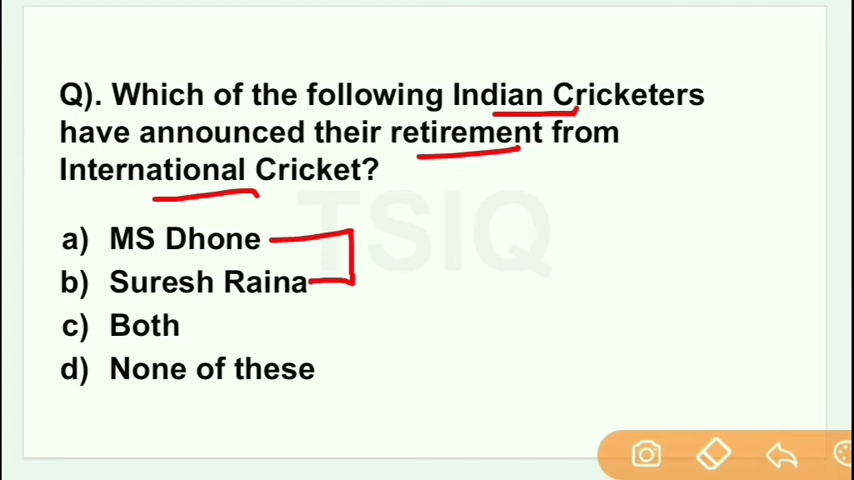 Q). Which of the following Indian Cricketers
have announced their retirement from
International Cricket?
TSIQ
a) MS Dhone
b) Suresh Raina
c) Both
d) None of these